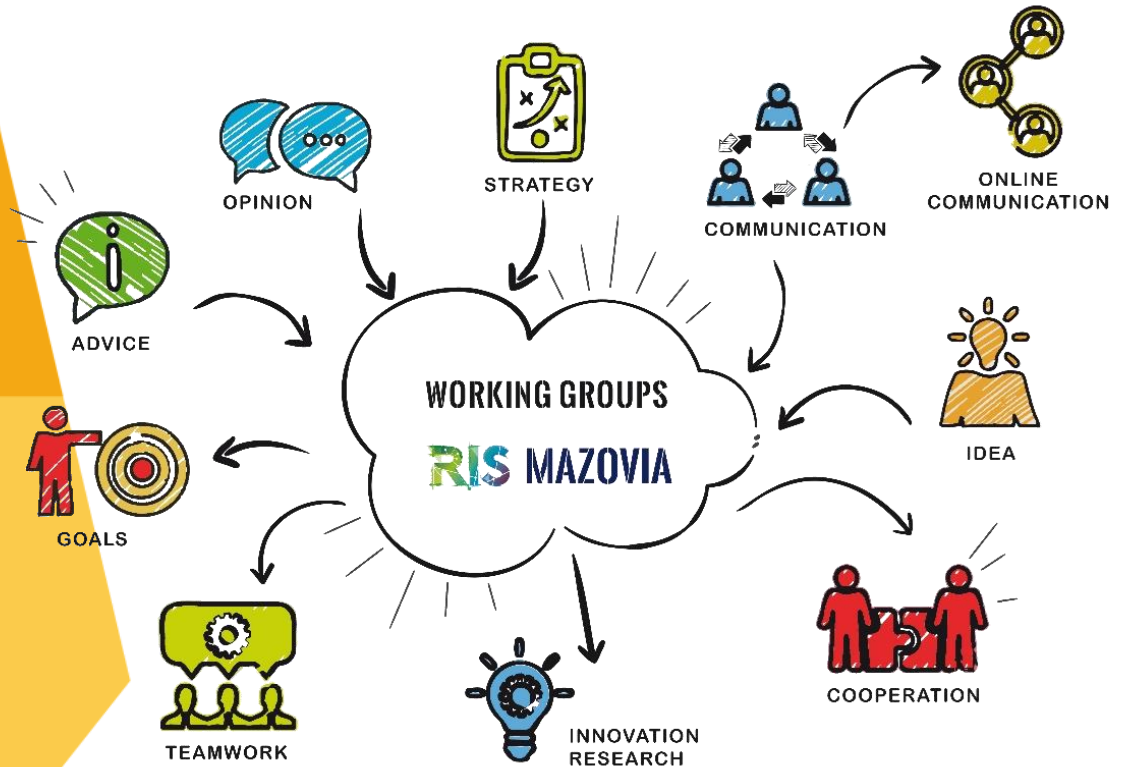 OPINION
STRATEGY
COMMUNICATION
ONLINE
COMMUNICATION
ADVICE
WORKING GROUPS
RIS MAZOVIA
IDEA
GOALS
TEAMWORK
INNOVATION
RESEARCH
COOPERATION